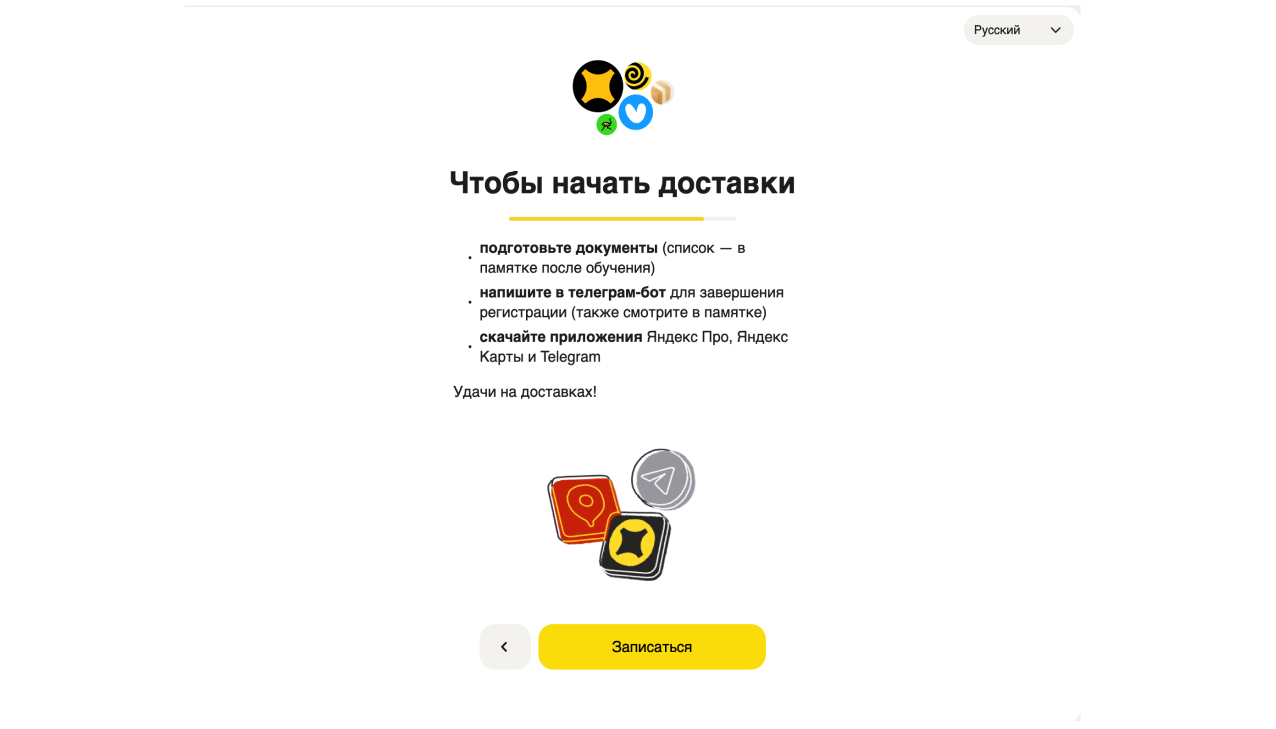 Русский
Чтобы начать доставки
подготовьте документы (список — в
памятке после обучения)
напишите в телеграм-бот для завершения
регистрации (также смотрите в памятке)
скачайте приложения Яндекс Про, Яндекс
Карты и Telegram
Удачи на доставках!
Записаться